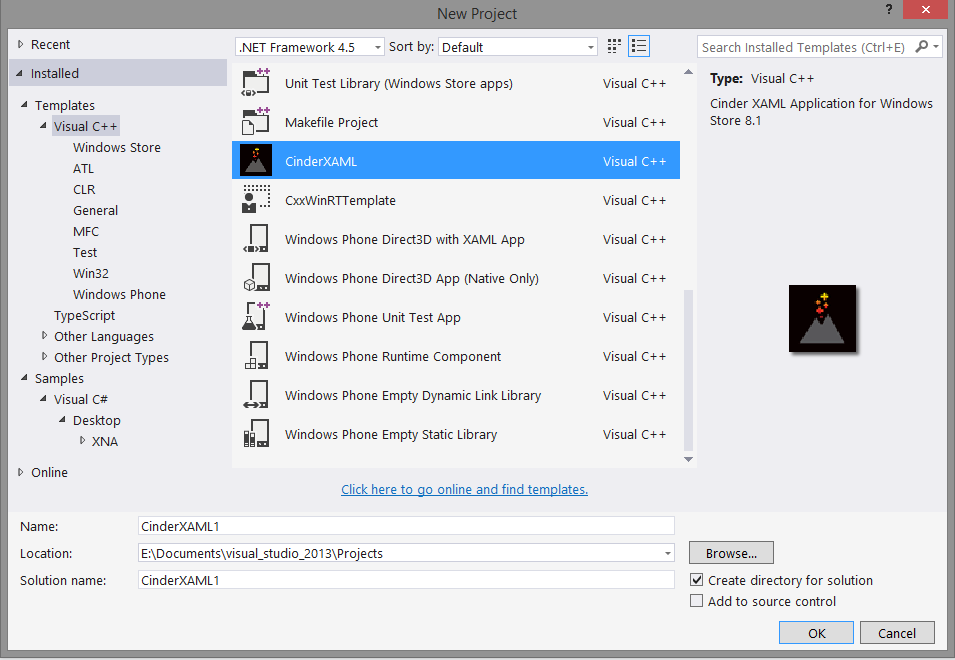 New Project
?
Recent
Installed
Templates
Visual C++
Windows Store
ATL
CLR
General
MFC
Test
Win32
Windows Phone
TypeScript
Other Languages
Other Project Types
Samples
Visual C#
Desktop
XNA
Online
.NET Framework 4.5 Sort by: Default
Unit Test Library (Windows Store apps) Visual C++
Makefile Project Visual C++
CinderXAML Visual C++
CxxWinRTTemplate Visual C++
Windows Phone Direct3D with XAML App Visual C++
Windows Phone Direct3D App (Native Only) Visual C++
Windows Phone Unit Test App Visual C++
Windows Phone Runtime Component Visual C++
Windows Phone Empty Dynamic Link Library Visual C++
Windows Phone Empty Static Library Visual C++
Click here to go online and find templates.
Search Installed Templates (Ctrl+E)
Type: Visual C++
Cinder XAML Application for Windows
Store 8.1
Name: CinderXAML1
Location: E:\Documents\visual_studio_2013\Projects Browse...
Solution name: CinderXAML1
Create directory for solution
Add to source control
OK Cancel